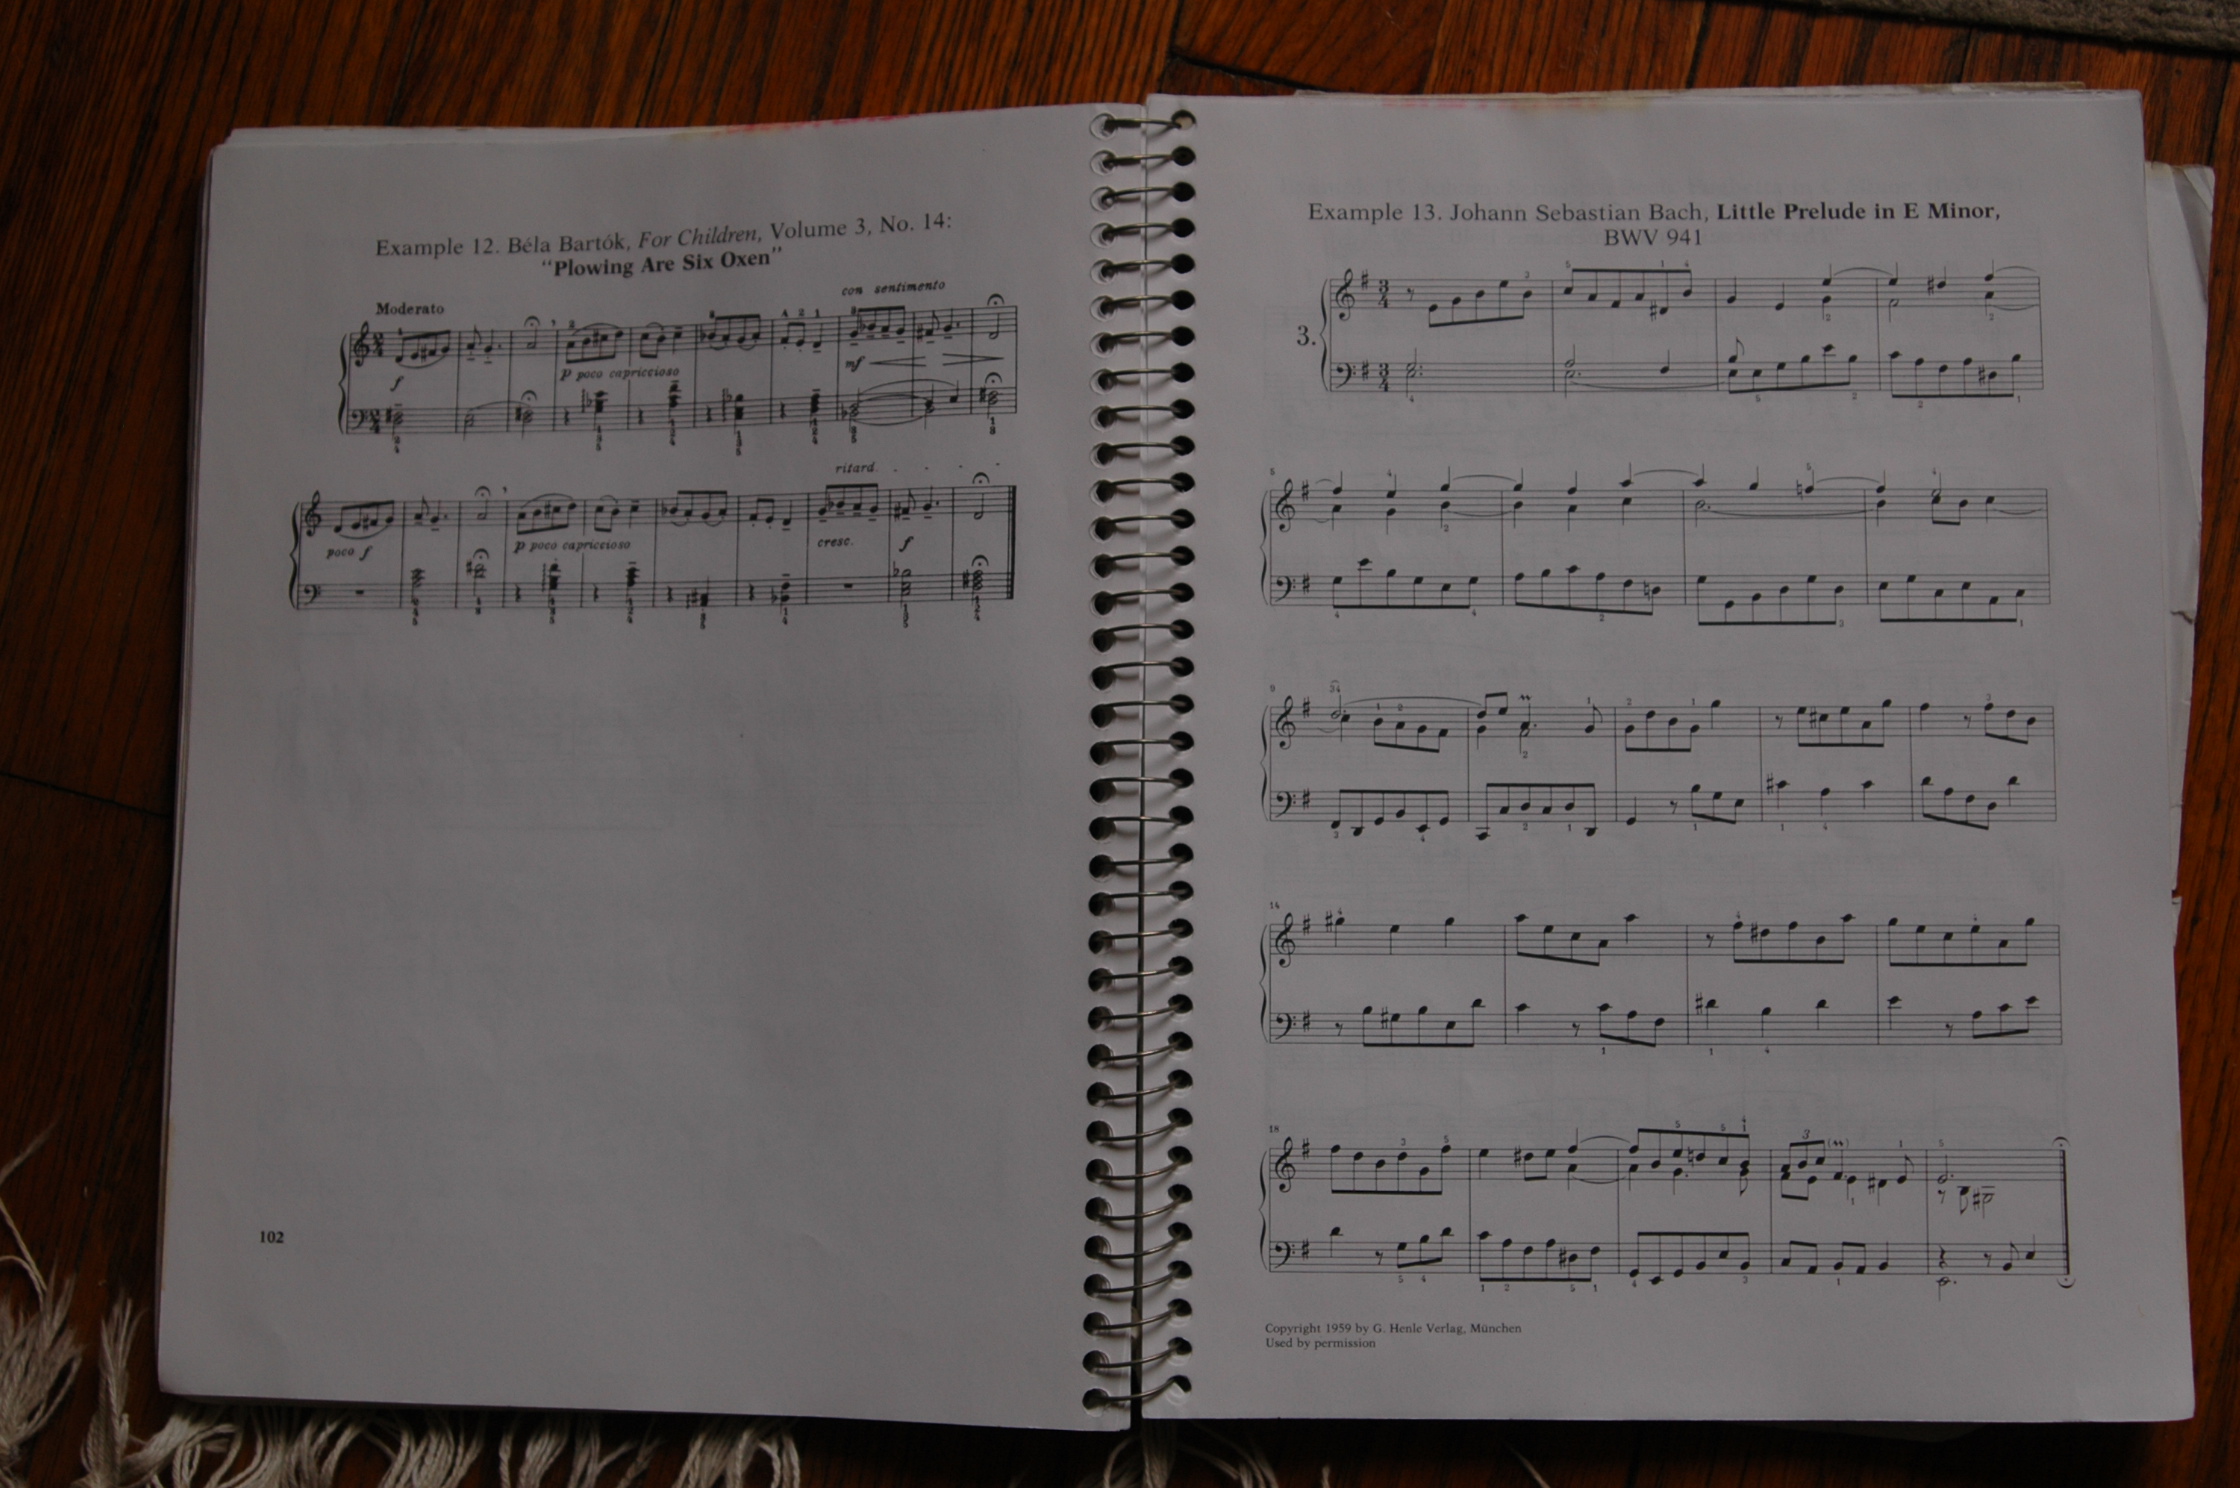 Example 12. Béla Bartók, For Children, Volume 3, No. 14:
"Plowing Are Six Oxen"
Moderato
con sentimento
f
p poco capriccioso
mf
ritard.
poco f
p poco capriccioso
cresc.
f
102
Example 13. Johann Sebastian Bach, Little Prelude in E Minor,
BWV 941
3.
5
9
14
18
Copyright 1959 by G. Henle Verlag, München
Used by permission